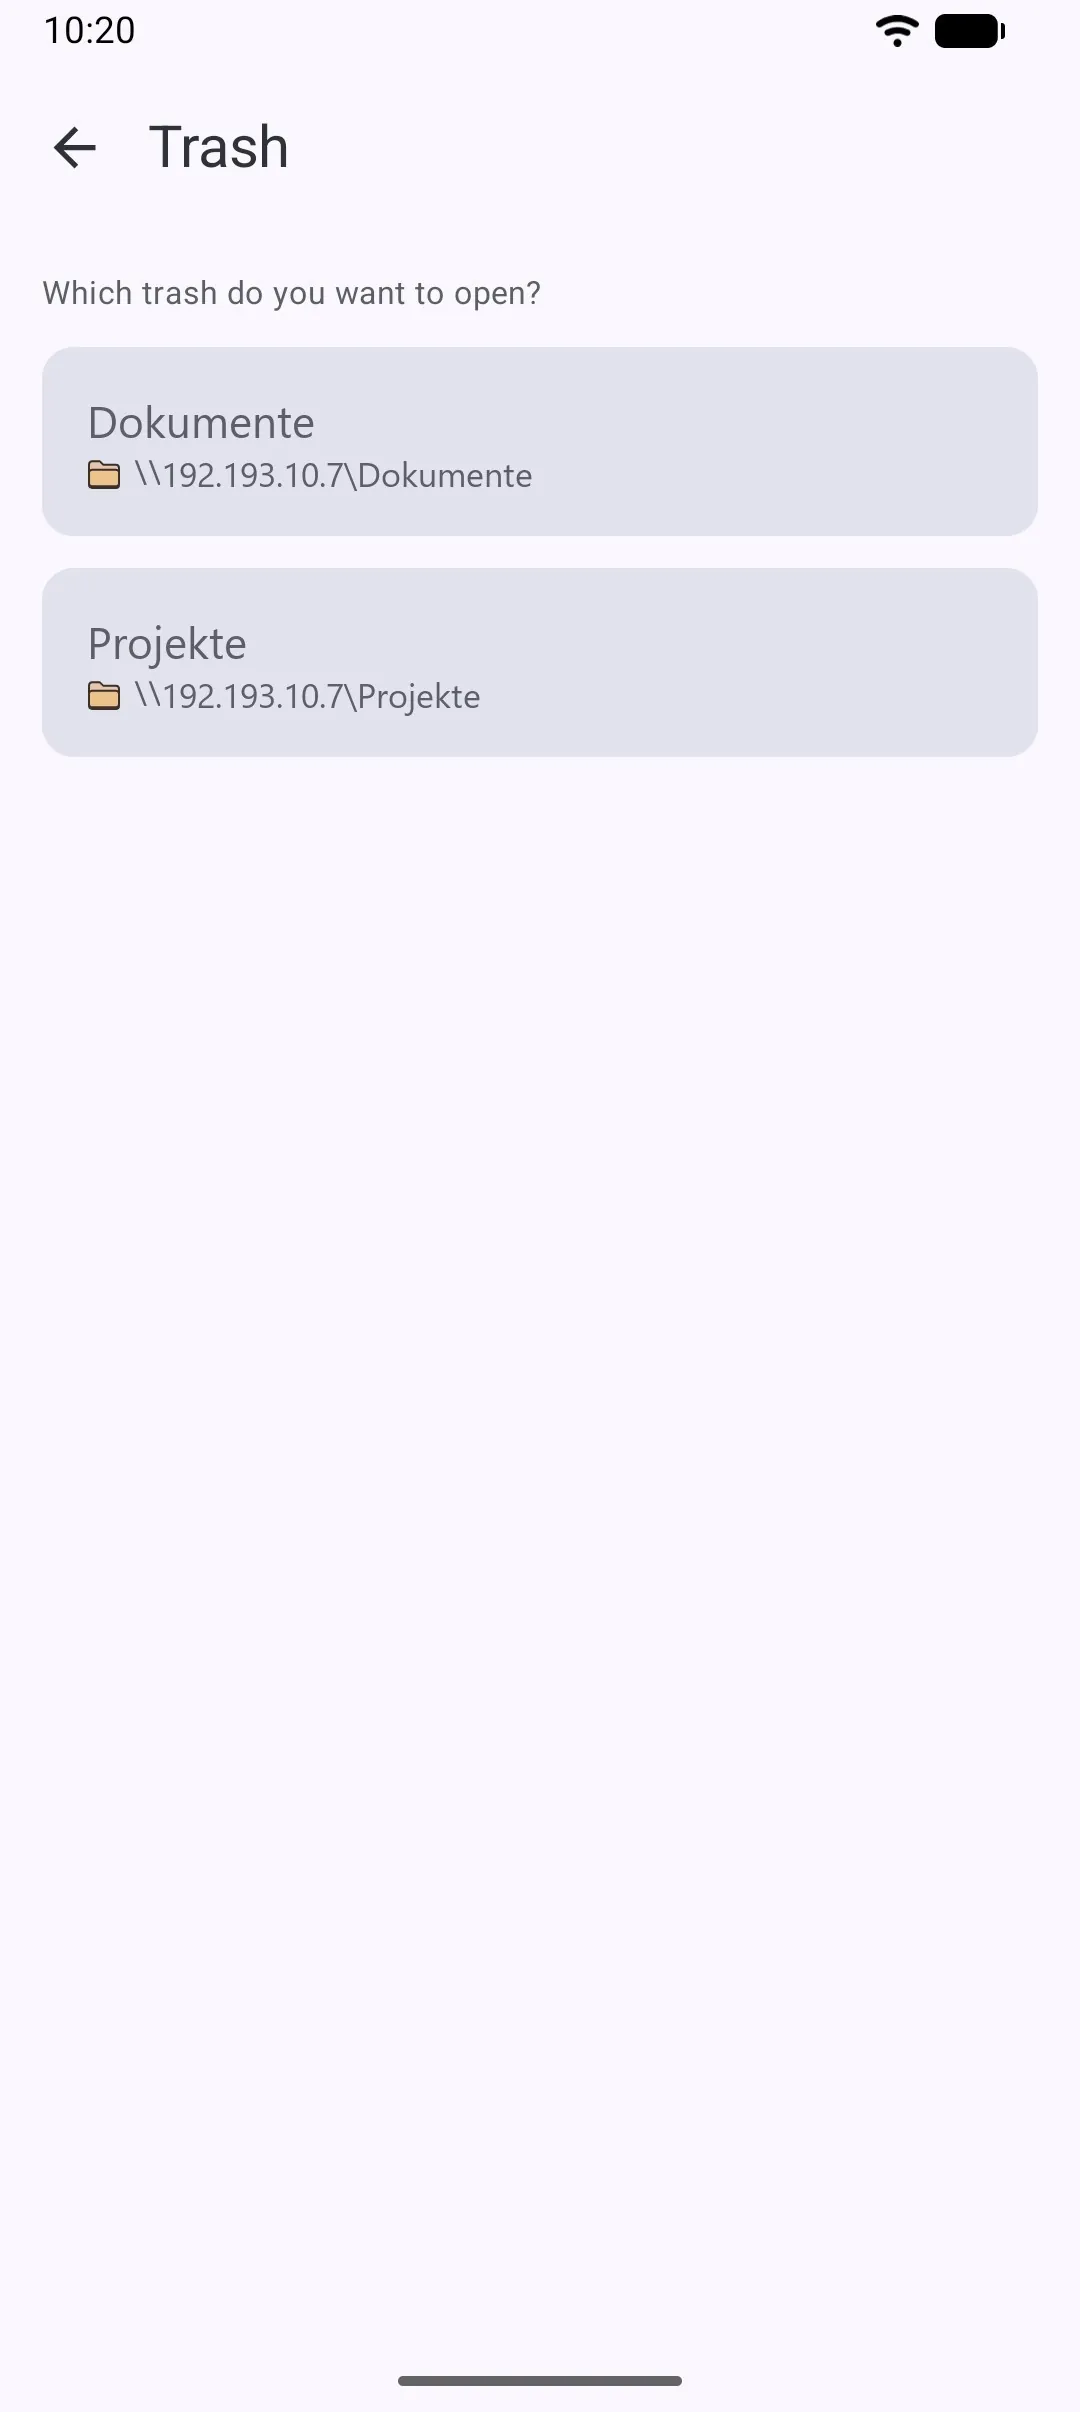 10:20
Trash
Which trash do you want to open?
Dokumente
\\192.193.10.7\Dokumente
Projekte
\\192.193.10.7\Projekte